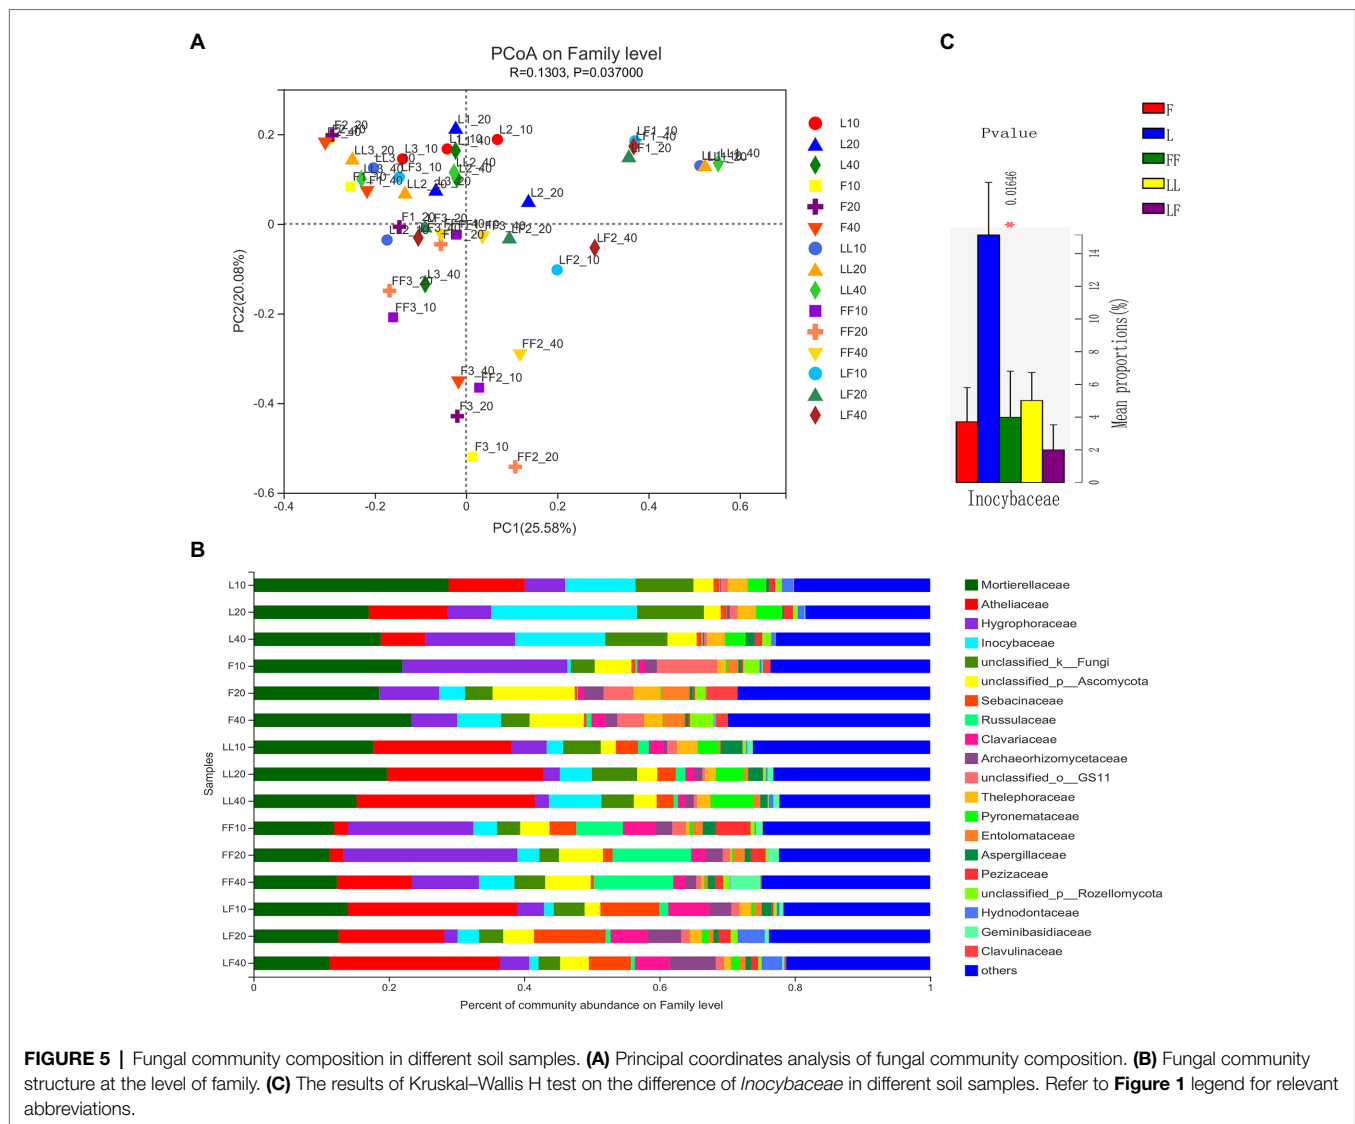 A
PCoA on Family level
R=0.1303, P=0.037000
PC2(20.08%)
0.2
0
-0.2
-0.4
-0.6
-0.4
-0.2
0
0.2
0.4
0.6
PC1(25.58%)
L1_20
L2_10
L3_10
L2_20
LF2_40
LF2_10
L3_40
FF3_10
FF2_40
F3_40
FF2_10
F3_20
F3_10
FF2_20
F1_20
LF1_10
LF1_40
LF1_20
LL3_20
L10
L20
L40
F10
F20
F40
LL10
LL20
LL40
FF10
FF20
FF40
LF10
LF20
LF40
C
Pvalue
0.01646
*
0
2
4
6
8
10
12
14
Mean proportions(%)
Inocybaceae
F
L
FF
LL
LF
B
Samples
L10
L20
L40
F10
F20
F40
LL10
LL20
LL40
FF10
FF20
FF40
LF10
LF20
LF40
0
0.2
0.4
0.6
0.8
1
Percent of community abundance on Family level
Mortierellaceae
Atheliaceae
Hygrophoraceae
Inocybaceae
unclassified_k__Fungi
unclassified_p__Ascomycota
Sebacinaceae
Russulaceae
Clavariaceae
Archaeorhizomycetaceae
unclassified_o__GS11
Thelephoraceae
Pyronemataceae
Entolomataceae
Aspergillaceae
Pezizaceae
unclassified_p__Rozellomycota
Hydnodontaceae
Geminibasidiaceae
Clavulinaceae
others
FIGURE 5 | Fungal community composition in different soil samples. (A) Principal coordinates analysis of fungal community composition. (B) Fungal community
structure at the level of family. (C) The results of Kruskal–Wallis H test on the difference of Inocybaceae in different soil samples. Refer to Figure 1 legend for relevant
abbreviations.